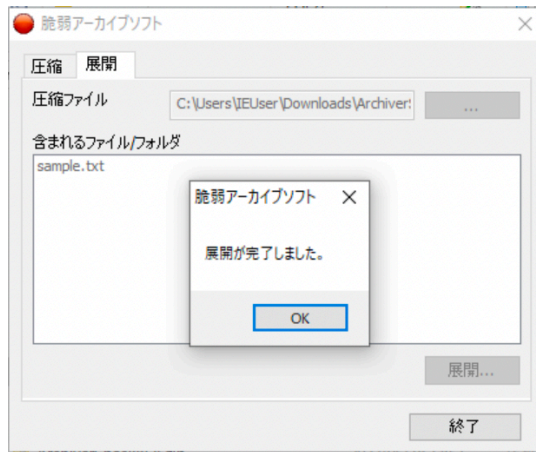 脆弱アーカイブソフト
圧縮 展開
圧縮ファイル C:\Users\IEUser\Downloads\Archiver: ...
含まれるファイル/フォルダ
sample.txt
脆弱アーカイブソフト
展開が完了しました。
OK
展開...
終了